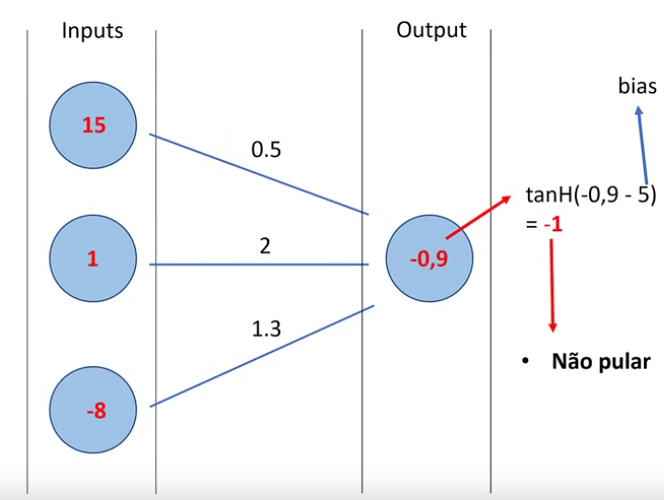 Inputs
Output
bias
15
0.5
tanH(-0,9 - 5)
= -1
1
2
-0,9
1.3
• Não pular
-8